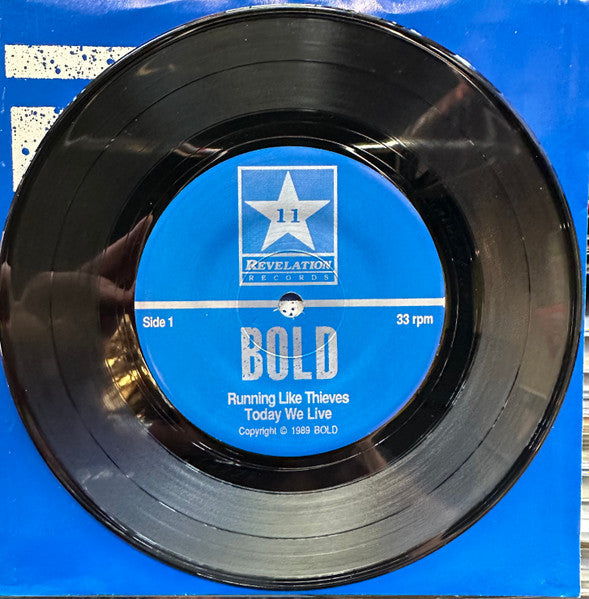 11
REVELATION
RECORDS
Side 1
33 rpm
BOLD
Running Like Thieves
Today We Live
Copyright © 1989 BOLD